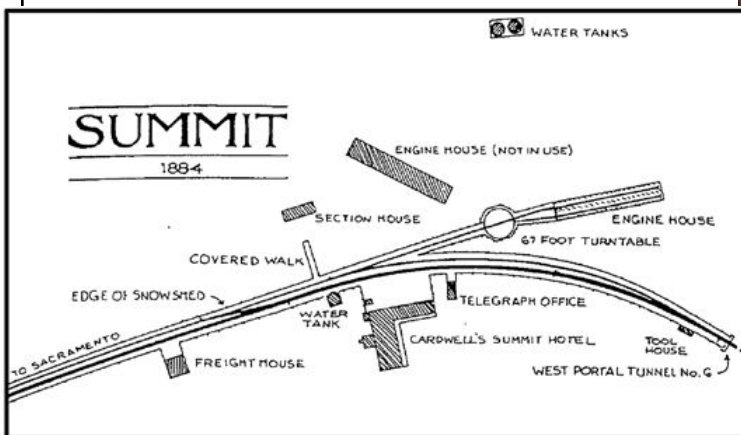 WATER TANKS
SUMMIT
1884
ENGINE HOUSE (NOT IN USE)
SECTION HOUSE
ENGINE HOUSE
67 FOOT TURNTABLE
COVERED WALK
EDGE OF SNOWSHED
TELEGRAPH OFFICE
WATER
TANK
TO SACRAMENTO
CARDWELL'S SUMMIT HOTEL
TOOL
HOUSE
FREIGHT HOUSE
WEST PORTAL TUNNEL No. 6